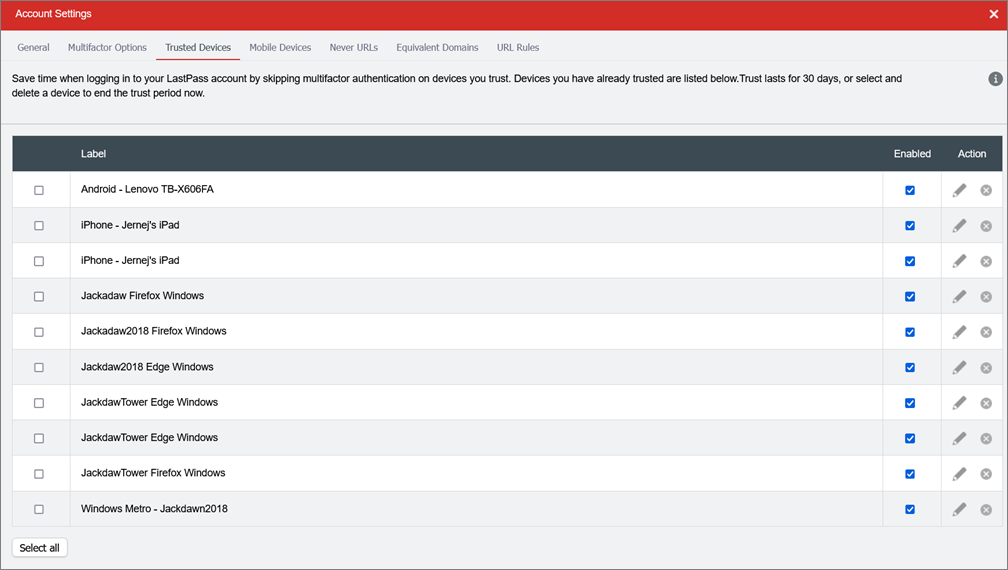 Account Settings
General Multifactor Options Trusted Devices Mobile Devices Never URLs Equivalent Domains URL Rules
Save time when logging in to your LastPass account by skipping multifactor authentication on devices you trust. Devices you have already trusted are listed below.Trust lasts for 30 days, or select and
delete a device to end the trust period now.
Label Enabled Action
Android - Lenovo TB-X606FA
iPhone - Jernej's iPad
iPhone - Jernej's iPad
Jackadaw Firefox Windows
Jackadaw2018 Firefox Windows
Jackdaw2018 Edge Windows
JackdawTower Edge Windows
JackdawTower Edge Windows
JackdawTower Firefox Windows
Windows Metro - Jackdawn2018
Select all